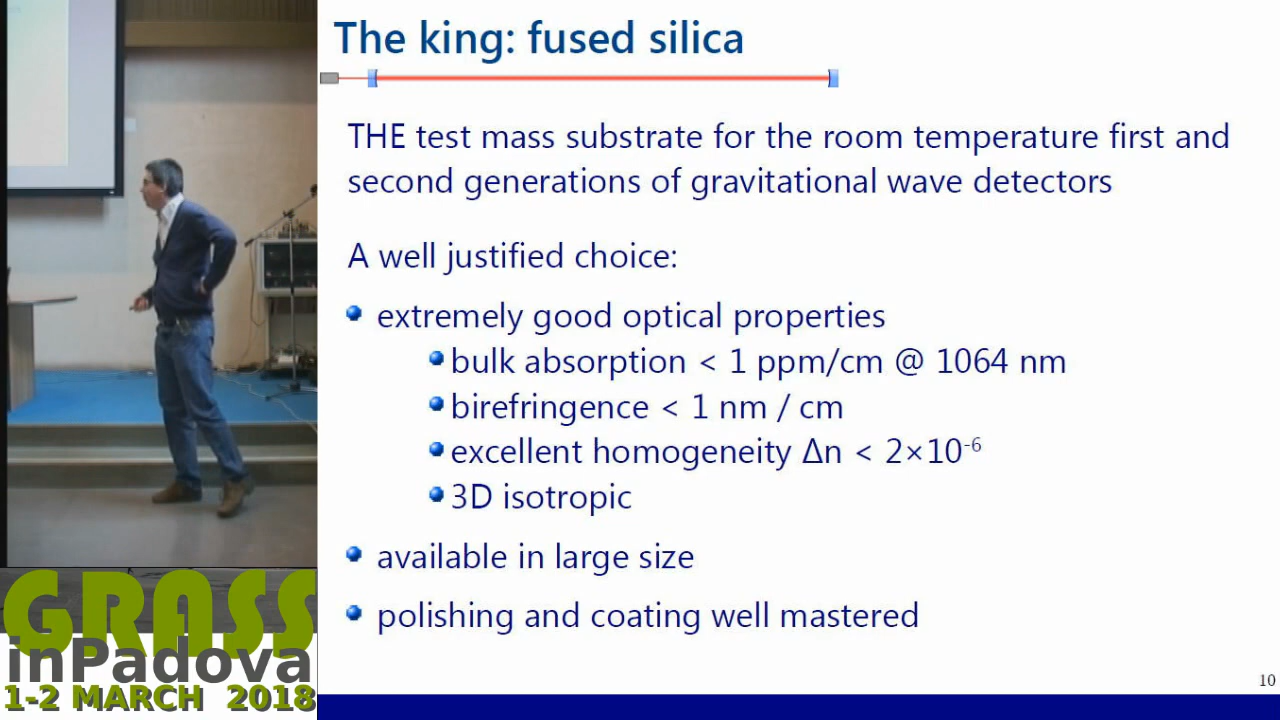 The king: fused silica
THE test mass substrate for the room temperature first and
second generations of gravitational wave detectors
A well justified choice:
extremely good optical properties
bulk absorption < 1 ppm/cm @ 1064 nm
birefringence < 1 nm / cm
excellent homogeneity Δn < 2×10⁻⁶
3D isotropic
available in large size
polishing and coating well mastered
10
GRASS
inPadova
1-2 MARCH 2018